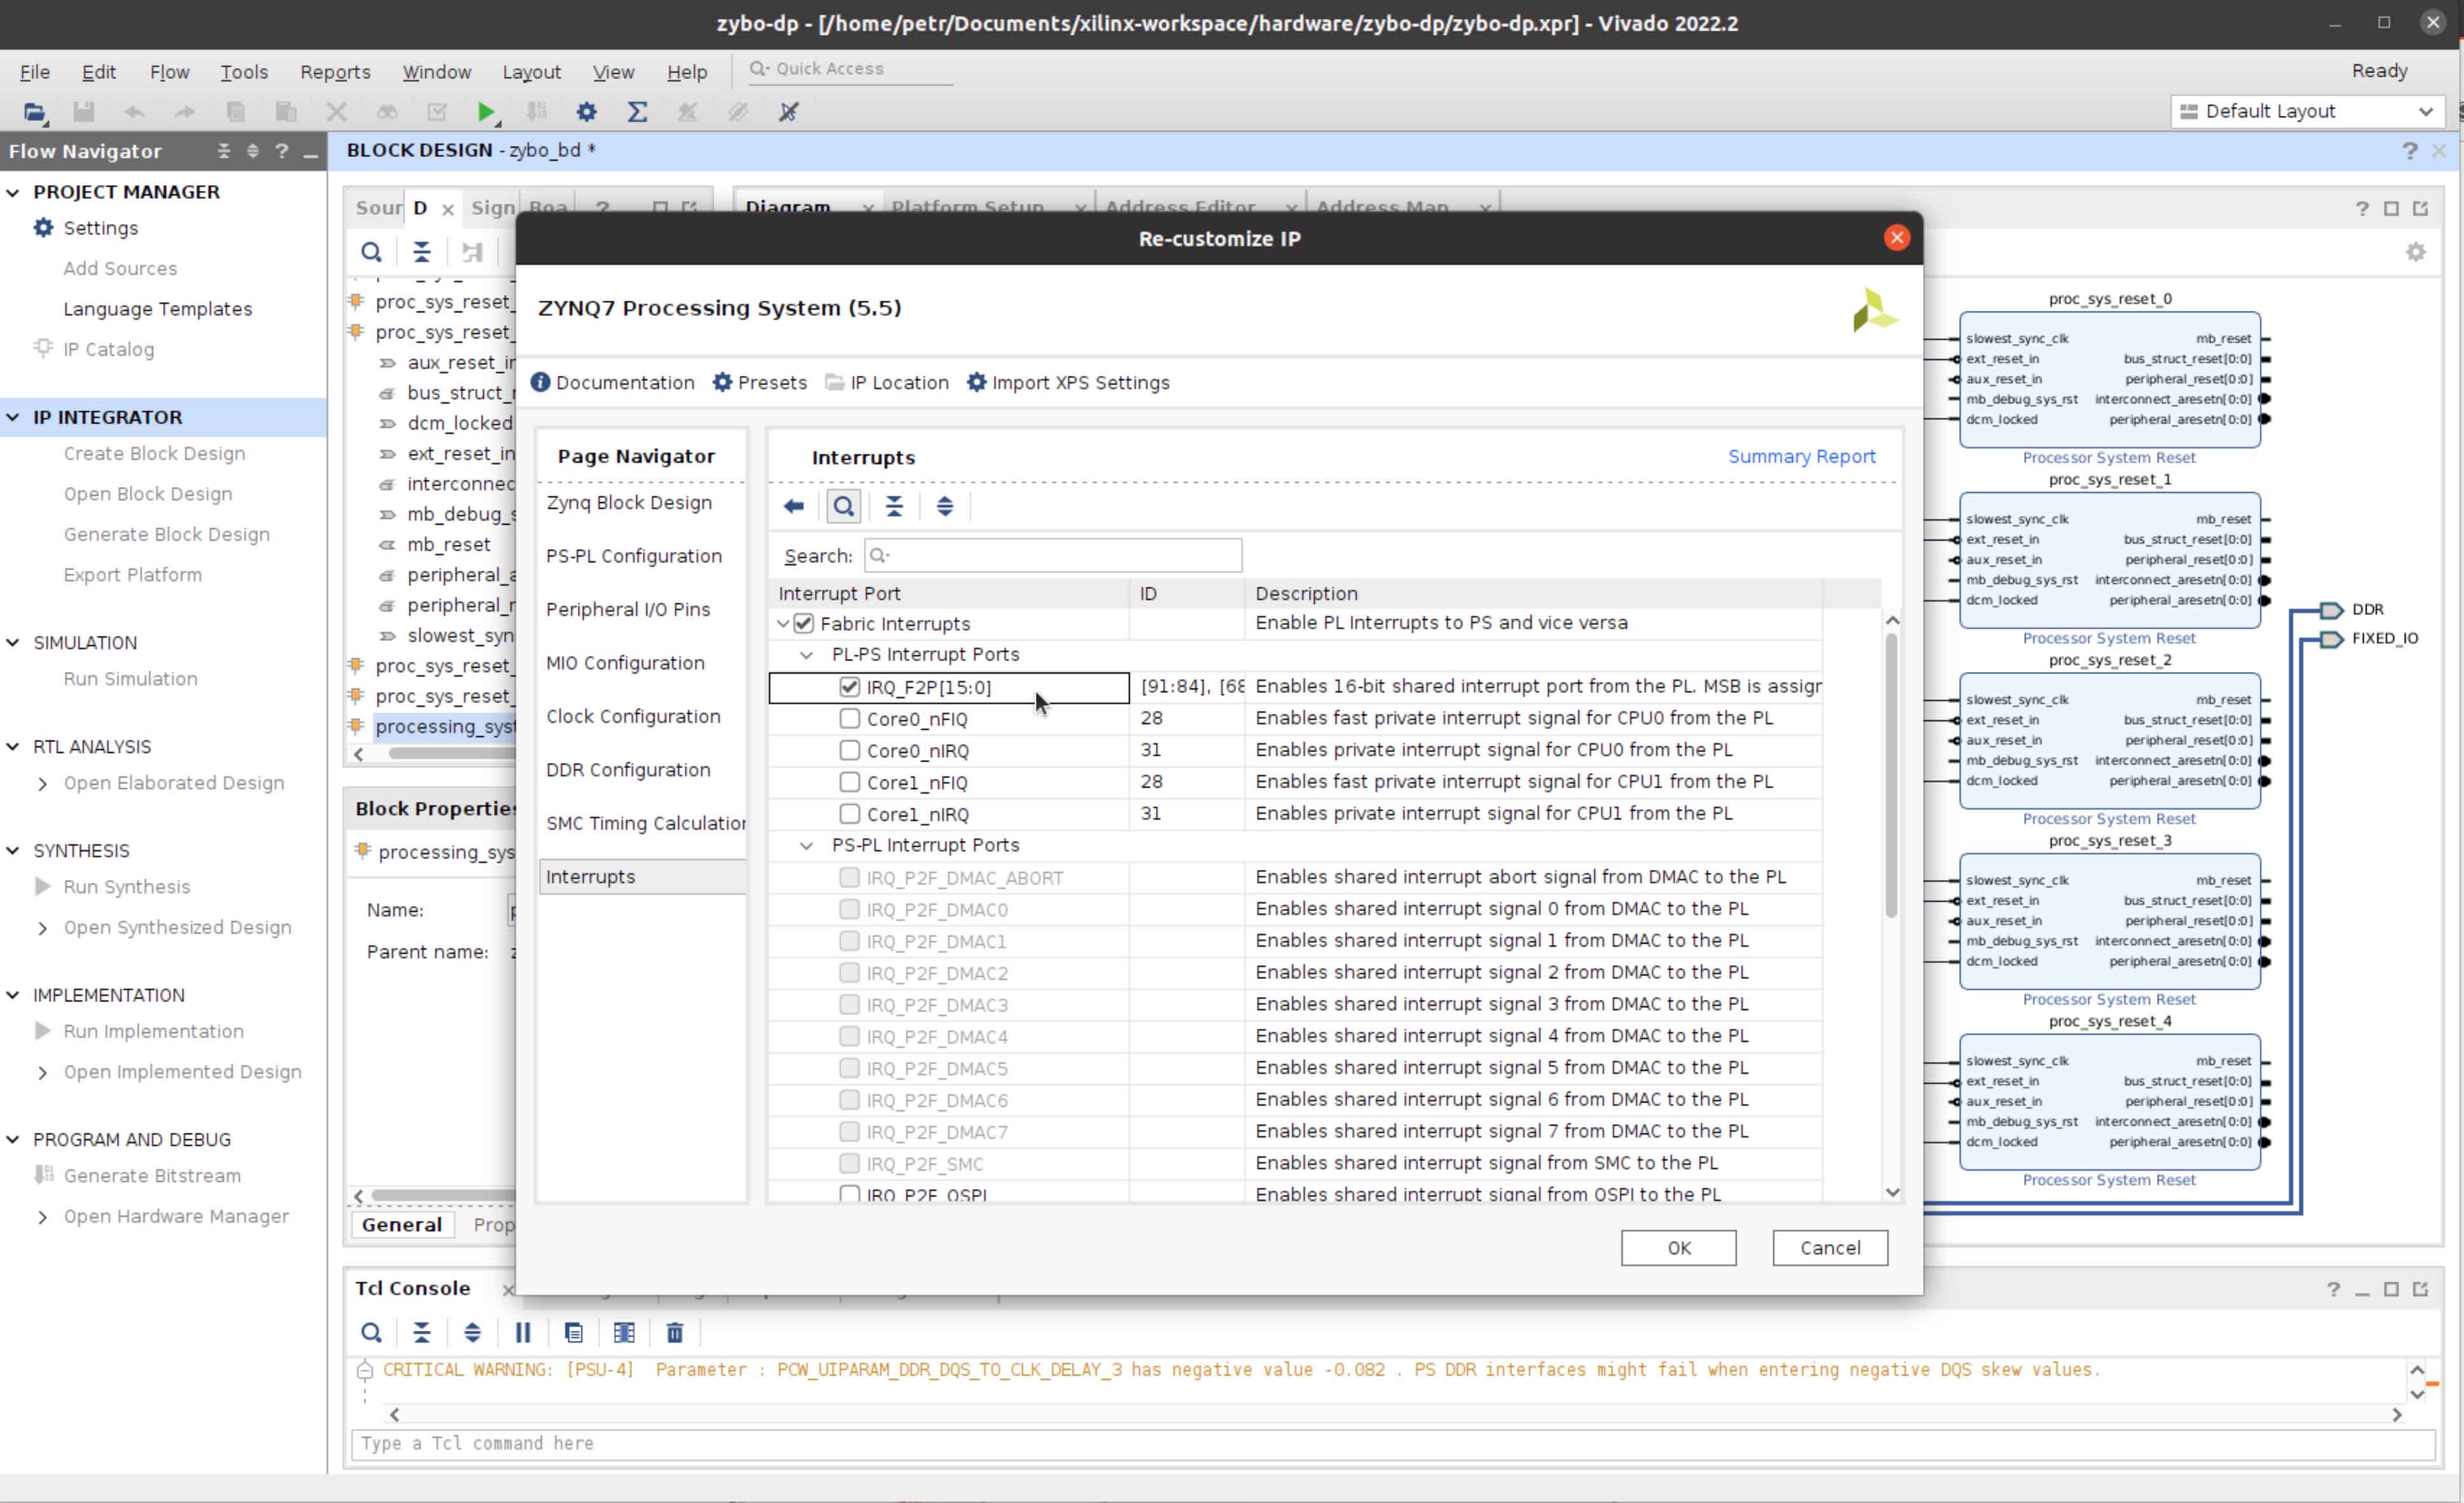 zybo-dp - [/home/petr/Documents/xilinx-workspace/hardware/zybo-dp/zybo-dp.xpr] - Vivado 2022.2
File Edit Flow Tools Reports Window Layout View Help Quick Access Ready
Default Layout
Flow Navigator
PROJECT MANAGER
Settings
Add Sources
Language Templates
IP Catalog
IP INTEGRATOR
Create Block Design
Open Block Design
Generate Block Design
Export Platform
SIMULATION
Run Simulation
RTL ANALYSIS
Open Elaborated Design
SYNTHESIS
Run Synthesis
Open Synthesized Design
IMPLEMENTATION
Run Implementation
Open Implemented Design
PROGRAM AND DEBUG
Generate Bitstream
Open Hardware Manager
BLOCK DESIGN - zybo_bd *
Sour D Sign Boa
proc_sys_reset_
proc_sys_reset_
aux_reset_in
bus_struct_r
dcm_locked
ext_reset_in
interconnec
mb_debug_s
mb_reset
peripheral_a
peripheral_r
slowest_syn
proc_sys_reset_
proc_sys_reset_
processing_syst
Block Properties
processing_sys
Name:
Parent name:
General Prop
Diagram Platform Setup Address Editor Address Map
Re-customize IP
ZYNQ7 Processing System (5.5)
Documentation Presets IP Location Import XPS Settings
Page Navigator
Zynq Block Design
PS-PL Configuration
Peripheral I/O Pins
MIO Configuration
Clock Configuration
DDR Configuration
SMC Timing Calculation
Interrupts
Interrupts Summary Report
Search:
Interrupt Port ID Description
Fabric Interrupts Enable PL Interrupts to PS and vice versa
PL-PS Interrupt Ports
IRQ_F2P[15:0] [91:84], [68 Enables 16-bit shared interrupt port from the PL. MSB is assign
Core0_nFIQ 28 Enables fast private interrupt signal for CPU0 from the PL
Core0_nIRQ 31 Enables private interrupt signal for CPU0 from the PL
Core1_nFIQ 28 Enables fast private interrupt signal for CPU1 from the PL
Core1_nIRQ 31 Enables private interrupt signal for CPU1 from the PL
PS-PL Interrupt Ports
IRQ_P2F_DMAC_ABORT Enables shared interrupt abort signal from DMAC to the PL
IRQ_P2F_DMAC0 Enables shared interrupt signal 0 from DMAC to the PL
IRQ_P2F_DMAC1 Enables shared interrupt signal 1 from DMAC to the PL
IRQ_P2F_DMAC2 Enables shared interrupt signal 2 from DMAC to the PL
IRQ_P2F_DMAC3 Enables shared interrupt signal 3 from DMAC to the PL
IRQ_P2F_DMAC4 Enables shared interrupt signal 4 from DMAC to the PL
IRQ_P2F_DMAC5 Enables shared interrupt signal 5 from DMAC to the PL
IRQ_P2F_DMAC6 Enables shared interrupt signal 6 from DMAC to the PL
IRQ_P2F_DMAC7 Enables shared interrupt signal 7 from DMAC to the PL
IRQ_P2F_SMC Enables shared interrupt signal from SMC to the PL
IRQ_P2F_QSPI Enables shared interrupt signal from QSPI to the PL
OK Cancel
proc_sys_reset_0
slowest_sync_clk mb_reset
ext_reset_in bus_struct_reset[0:0]
aux_reset_in peripheral_reset[0:0]
mb_debug_sys_rst interconnect_aresetn[0:0]
dcm_locked peripheral_aresetn[0:0]
Processor System Reset
proc_sys_reset_1
slowest_sync_clk mb_reset
ext_reset_in bus_struct_reset[0:0]
aux_reset_in peripheral_reset[0:0]
mb_debug_sys_rst interconnect_aresetn[0:0]
dcm_locked peripheral_aresetn[0:0]
Processor System Reset
proc_sys_reset_2
slowest_sync_clk mb_reset
ext_reset_in bus_struct_reset[0:0]
aux_reset_in peripheral_reset[0:0]
mb_debug_sys_rst interconnect_aresetn[0:0]
dcm_locked peripheral_aresetn[0:0]
Processor System Reset
proc_sys_reset_3
slowest_sync_clk mb_reset
ext_reset_in bus_struct_reset[0:0]
aux_reset_in peripheral_reset[0:0]
mb_debug_sys_rst interconnect_aresetn[0:0]
dcm_locked peripheral_aresetn[0:0]
Processor System Reset
proc_sys_reset_4
slowest_sync_clk mb_reset
ext_reset_in bus_struct_reset[0:0]
aux_reset_in peripheral_reset[0:0]
mb_debug_sys_rst interconnect_aresetn[0:0]
dcm_locked peripheral_aresetn[0:0]
Processor System Reset
DDR
FIXED_IO
Tcl Console
CRITICAL WARNING: [PSU-4] Parameter : PCW_UIPARAM_DDR_DQS_TO_CLK_DELAY_3 has negative value -0.082 . PS DDR interfaces might fail when entering negative DQS skew values.
Type a Tcl command here